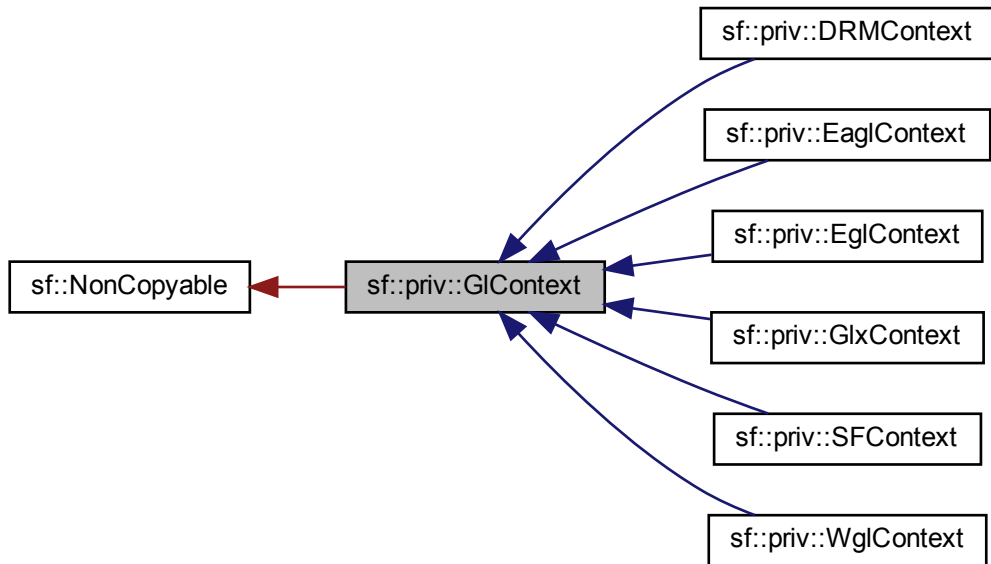 sf::priv::DRMContext
sf::priv::EaglContext
sf::priv::EglContext
sf::NonCopyable
sf::priv::GlContext
sf::priv::GlxContext
sf::priv::SFContext
sf::priv::WglContext